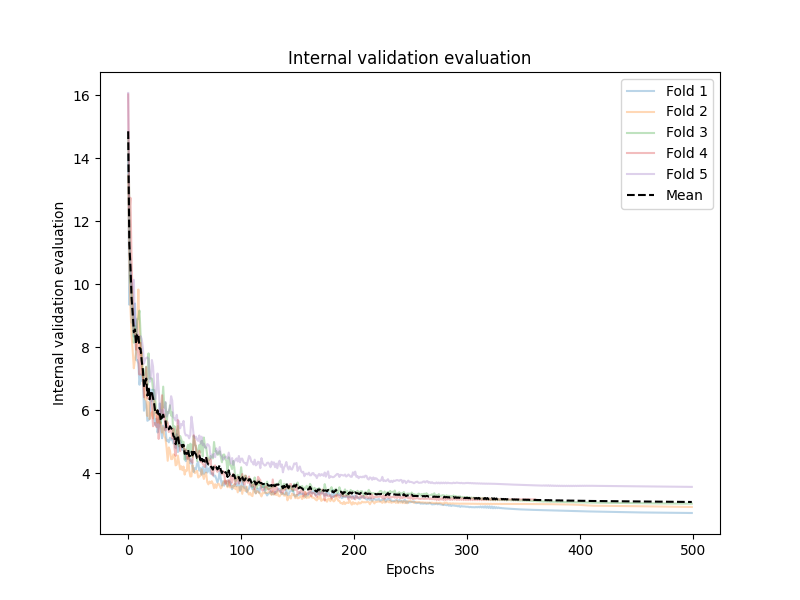 Internal validation evaluation
Internal validation evaluation
16
14
12
10
8
6
4
0
100
200
300
400
500
Epochs
Fold 1
Fold 2
Fold 3
Fold 4
Fold 5
Mean